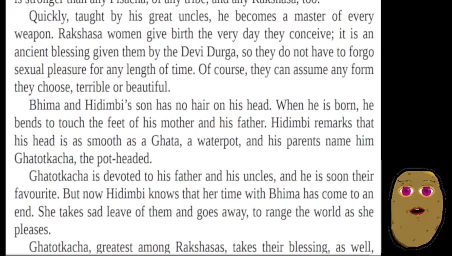 is stronger than any Pisacha, of any tribe, and any Rakshasa, too.
Quickly, taught by his great uncles, he becomes a master of every
weapon. Rakshasa women give birth the very day they conceive; it is an
ancient blessing given them by the Devi Durga, so they do not have to forgo
sexual pleasure for any length of time. Of course, they can assume any form
they choose, terrible or beautiful.
Bhima and Hidimbi’s son has no hair on his head. When he is born, he
bends to touch the feet of his mother and his father. Hidimbi remarks that
his head is as smooth as a Ghata, a waterpot, and his parents name him
Ghatotkacha, the pot-headed.
Ghatotkacha is devoted to his father and his uncles, and he is soon their
favourite. But now Hidimbi knows that her time with Bhima has come to an
end. She takes sad leave of them and goes away, to range the world as she
pleases.
Ghatotkacha, greatest among Rakshasas, takes their blessing, as well,